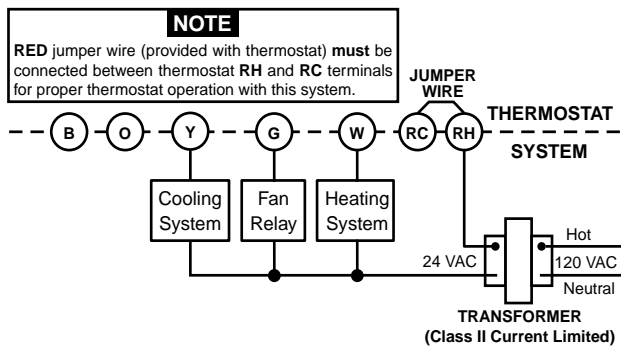 NOTE
RED jumper wire (provided with thermostat) must be
connected between thermostat RH and RC terminals
for proper thermostat operation with this system.
JUMPER
WIRE
THERMOSTAT
B O Y G W RC RH
SYSTEM
Cooling
System
Fan
Relay
Heating
System
Hot
24 VAC
120 VAC
Neutral
TRANSFORMER
(Class II Current Limited)